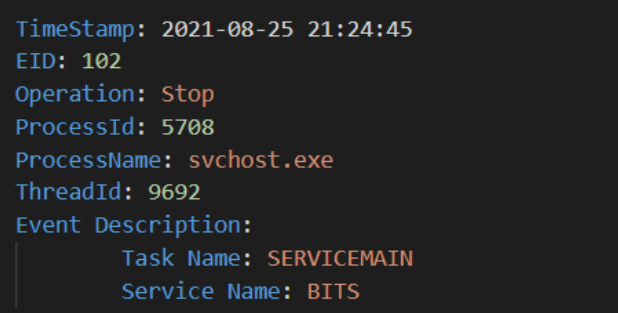 TimeStamp: 2021-08-25 21:24:45
EID: 102
Operation: Stop
ProcessId: 5708
ProcessName: svchost.exe
ThreadId: 9692
Event Description:
Task Name: SERVICEMAIN
Service Name: BITS